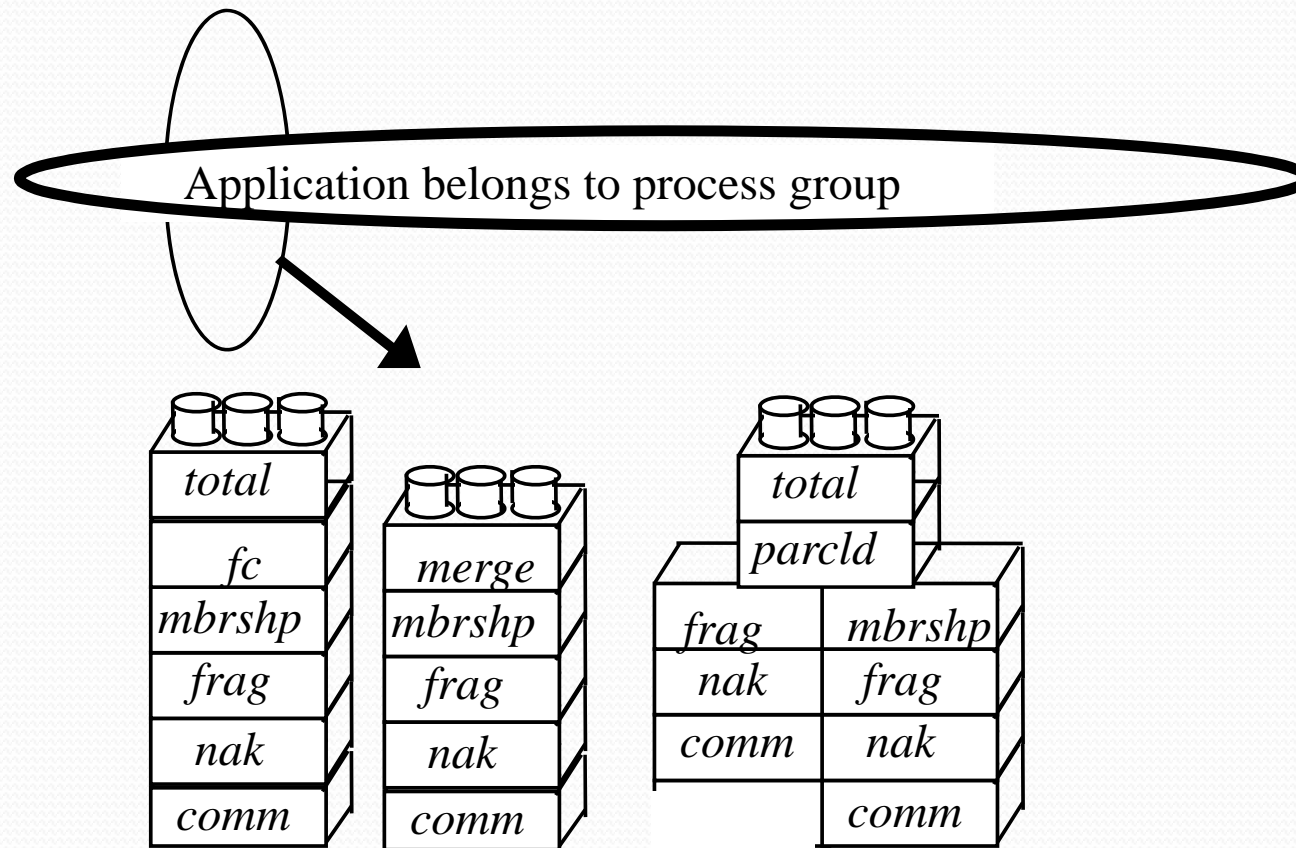 Application belongs to process group
total
fc
mbrshp
frag
nak
comm
merge
mbrshp
frag
nak
comm
total
parcld
frag
nak
comm
mbrshp
frag
nak
comm